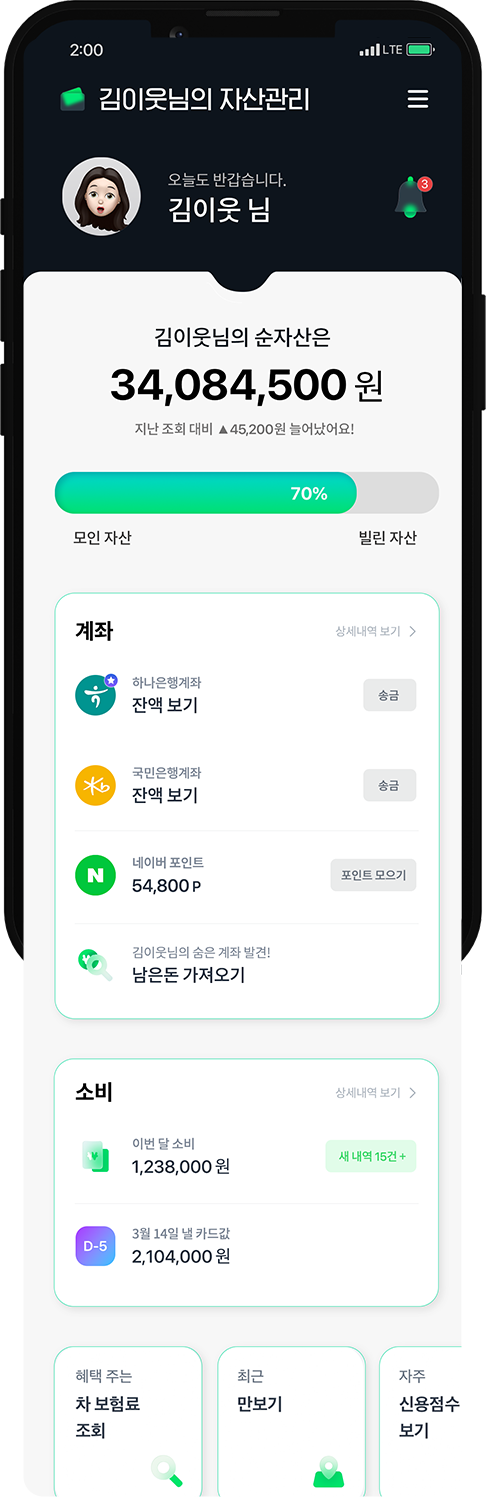 2:00
LTE
김이웃님의 자산관리
오늘도 반갑습니다.
김이웃 님
3
김이웃님의 순자산은
34,084,500 원
지난 조회 대비 ▲45,200원 늘어났어요!
70%
모인 자산
빌린 자산
계좌
상세내역 보기 >
하나은행계좌
잔액 보기
송금
국민은행계좌
잔액 보기
송금
네이버 포인트
54,800 P
포인트 모으기
김이웃님의 숨은 계좌 발견!
남은돈 가져오기
소비
상세내역 보기 >
이번 달 소비
1,238,000 원
새 내역 15건 +
3월 14일 낼 카드값
D-5
2,104,000 원
혜택 주는
차 보험료
조회
최근
만보기
자주
신용점수
보기